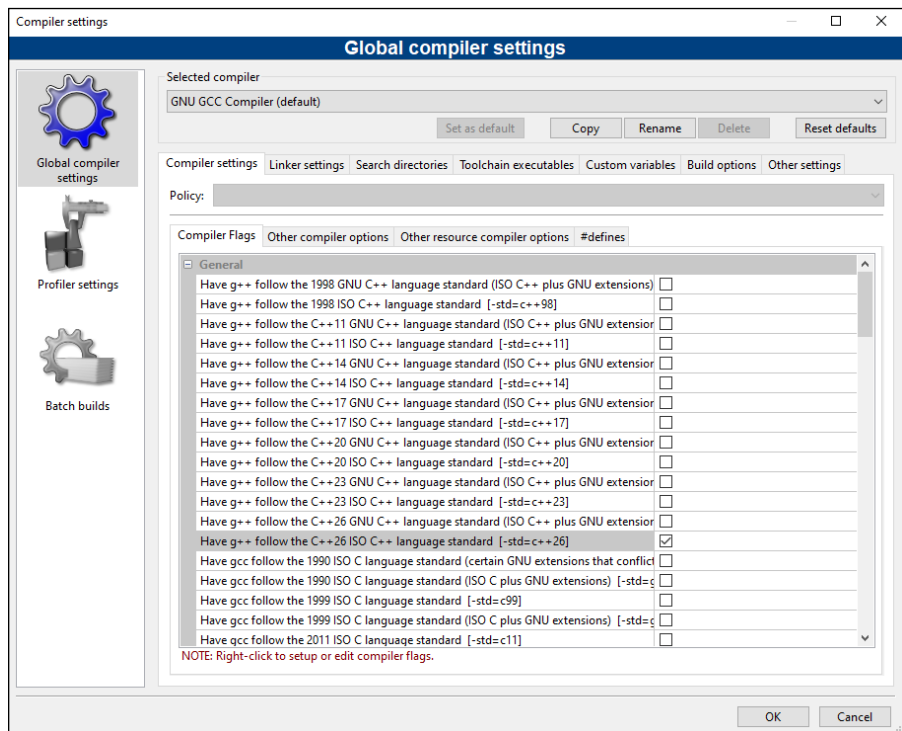 Compiler settings
Global compiler settings
Global compiler
settings
Profiler settings
Batch builds
Selected compiler
GNU GCC Compiler (default)
Set as default Copy Rename Delete Reset defaults
Compiler settings Linker settings Search directories Toolchain executables Custom variables Build options Other settings
Policy:
Compiler Flags Other compiler options Other resource compiler options #defines
General
Have g++ follow the 1998 GNU C++ language standard (ISO C++ plus GNU extensions)
Have g++ follow the 1998 ISO C++ language standard [-std=c++98]
Have g++ follow the C++11 GNU C++ language standard (ISO C++ plus GNU extension
Have g++ follow the C++11 ISO C++ language standard [-std=c++11]
Have g++ follow the C++14 GNU C++ language standard (ISO C++ plus GNU extension
Have g++ follow the C++14 ISO C++ language standard [-std=c++14]
Have g++ follow the C++17 GNU C++ language standard (ISO C++ plus GNU extension
Have g++ follow the C++17 ISO C++ language standard [-std=c++17]
Have g++ follow the C++20 GNU C++ language standard (ISO C++ plus GNU extension
Have g++ follow the C++20 ISO C++ language standard [-std=c++20]
Have g++ follow the C++23 GNU C++ language standard (ISO C++ plus GNU extension
Have g++ follow the C++23 ISO C++ language standard [-std=c++23]
Have g++ follow the C++26 GNU C++ language standard (ISO C++ plus GNU extension
Have g++ follow the C++26 ISO C++ language standard [-std=c++26]
Have gcc follow the 1990 ISO C language standard (certain GNU extensions that conflict
Have gcc follow the 1990 ISO C language standard (ISO C plus GNU extensions) [-std=g
Have gcc follow the 1999 ISO C language standard [-std=c99]
Have gcc follow the 1999 ISO C language standard (ISO C plus GNU extensions) [-std=g
Have gcc follow the 2011 ISO C language standard [-std=c11]
NOTE: Right-click to setup or edit compiler flags.
OK Cancel